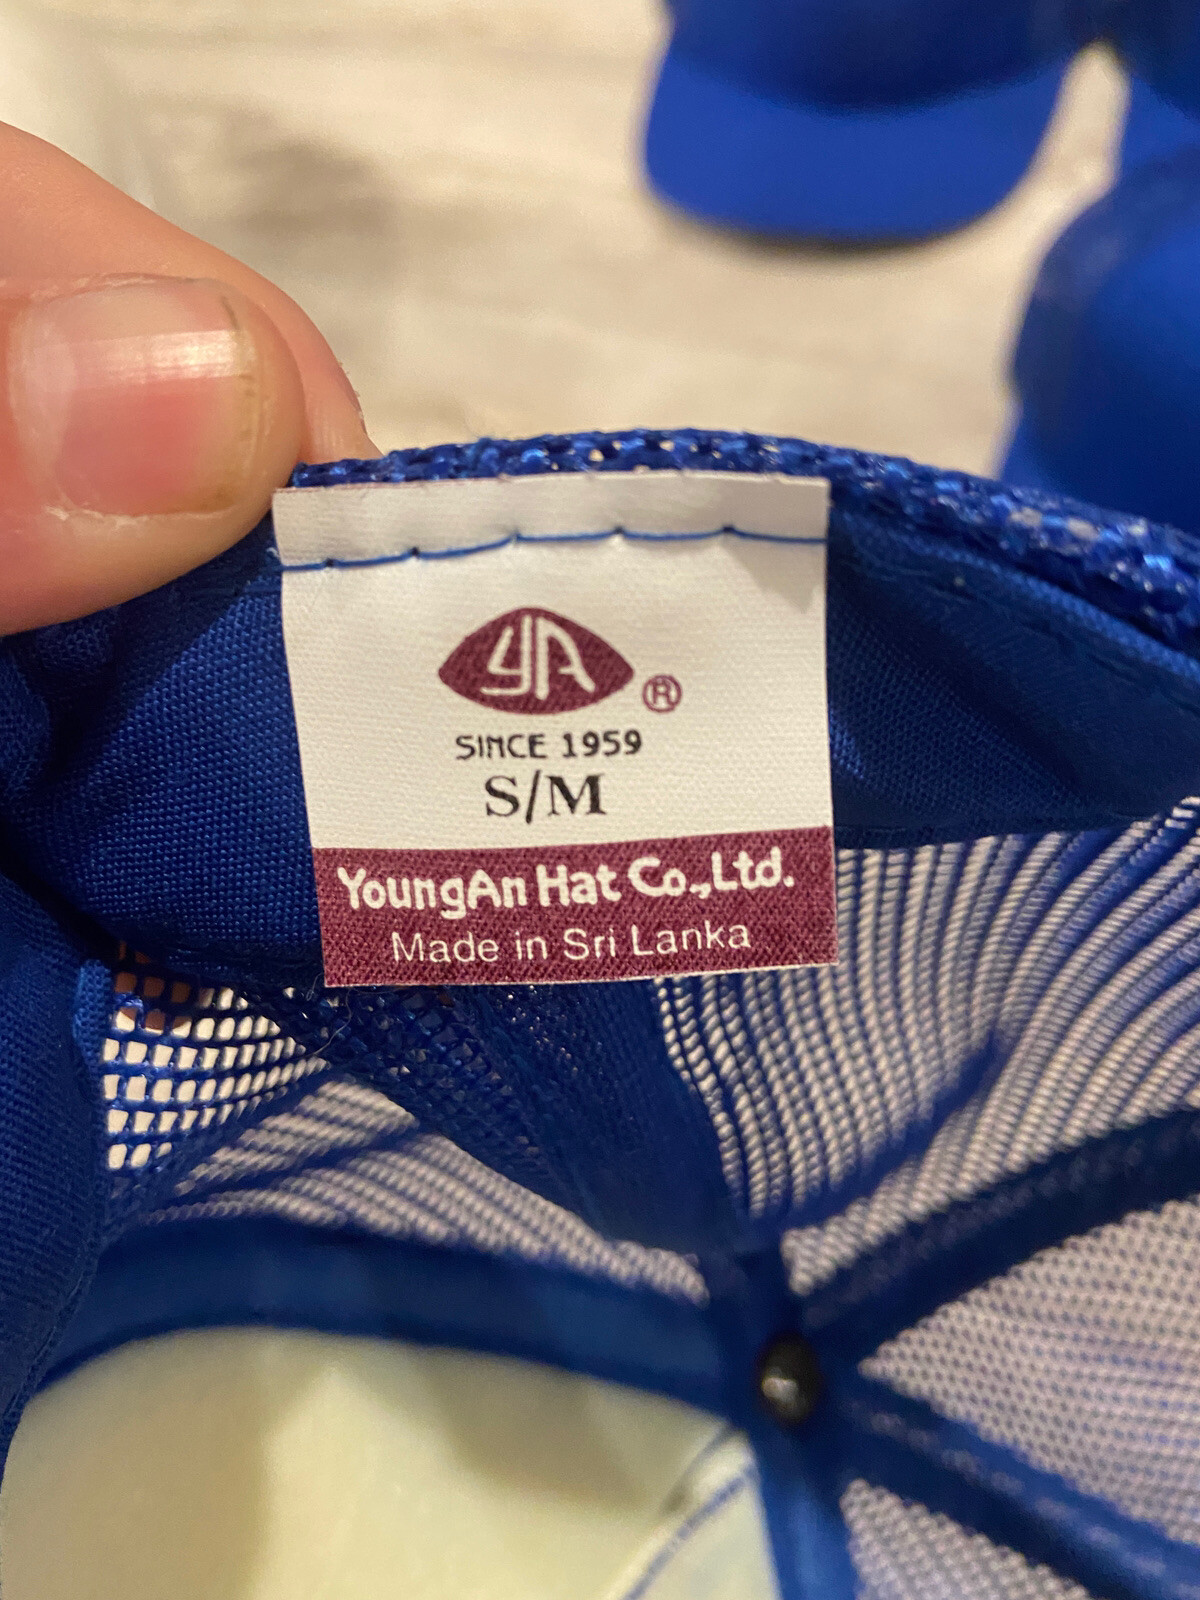 YA ®
SINCE 1959
S/M
YoungAn Hat Co.,Ltd.
Made in Sri Lanka